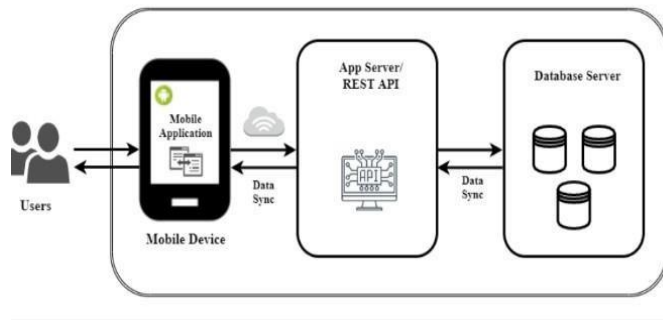 Users
Mobile
Application
Mobile Device
Data
Sync
App Server/
REST API
API
Data
Sync
Database Server